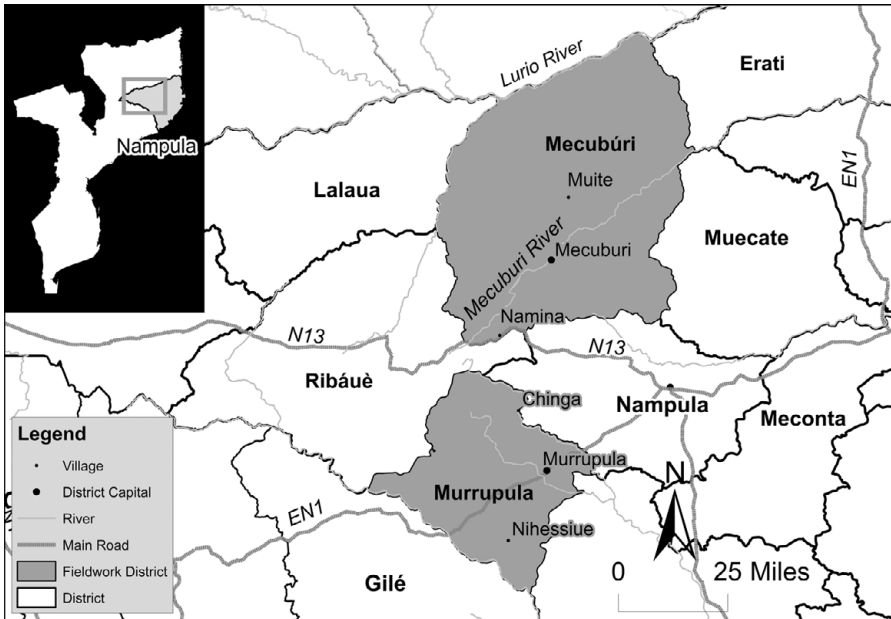 Nampula
Lurio River
Erati
Mecubúri
EN1
Muite
Lalaua
Muecate
Mecuburi River
Mecuburi
Namina
N13
N13
Ribáuè
Chinga
Nampula
Meconta
Legend
Village
District Capital
River
Main Road
Fieldwork District
District
Murrupula
N
Murrupula
EN1
Nihessiue
0 25 Miles
Gilé